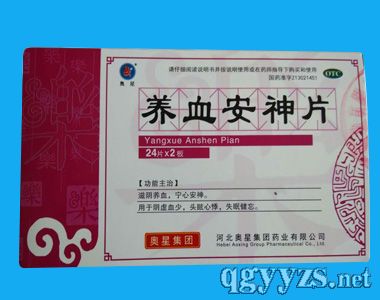 请仔细阅读说明书并按说明使用或在药师指导下购买和使用
国药准字Z13021451
OTC
奥星
养血安神片
Yangxue Anshen Pian
24片×2板
【功能主治】
滋阴养血，宁心安神。
用于阴虚血少，头眩心悸，失眠健忘。
奥星集团
河北奥星集团药业有限公司
Hebei Aoxing Group Pharmaceutical Co., Ltd.
qgyyzs.net